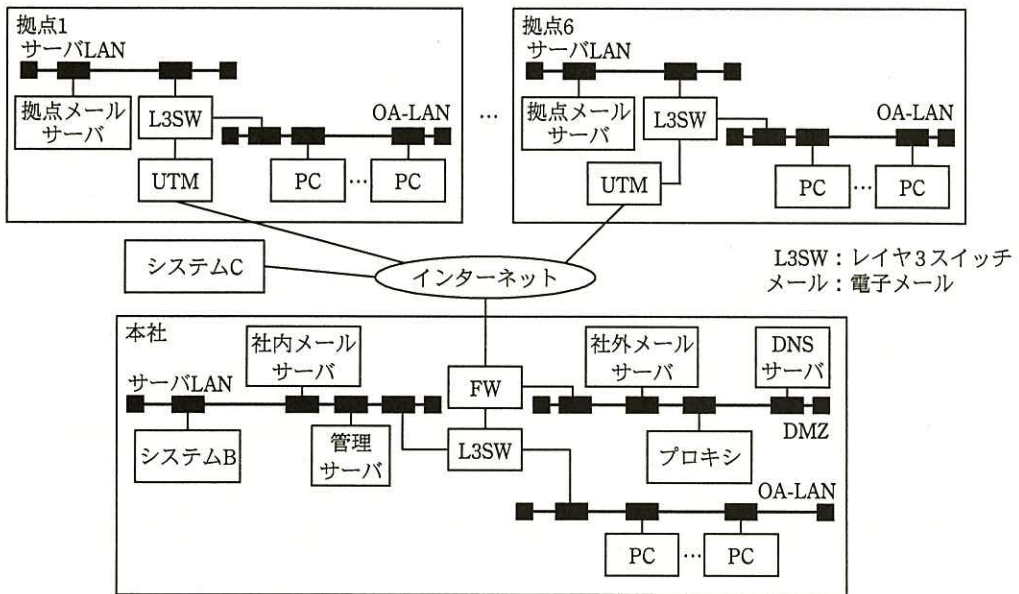 拠点1
サーバLAN
拠点メール
サーバ
L3SW
OA-LAN
UTM
PC
…
PC
…
拠点6
サーバLAN
拠点メール
サーバ
L3SW
OA-LAN
UTM
PC
…
PC
システムC
インターネット
L3SW：レイヤ3スイッチ
メール：電子メール
本社
社内メール
サーバ
サーバLAN
システムB
管理
サーバ
FW
L3SW
社外メール
サーバ
DNS
サーバ
DMZ
プロキシ
OA-LAN
PC
…
PC